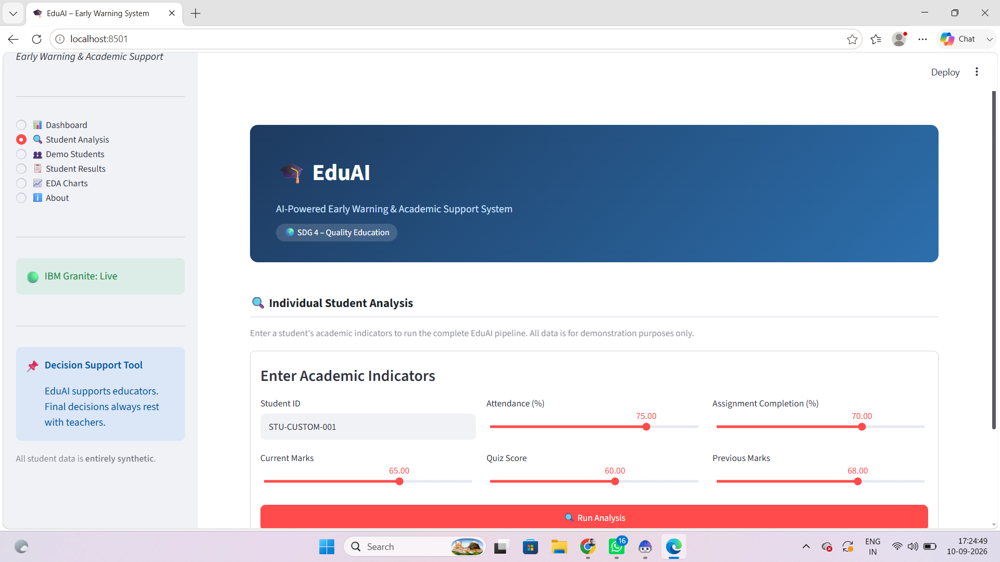 EduAI – Early Warning System
localhost:8501
Chat
Early Warning & Academic Support
Deploy
Dashboard
Student Analysis
Demo Students
Student Results
EDA Charts
About
IBM Granite: Live
Decision Support Tool
EduAI supports educators.
Final decisions always rest
with teachers.
All student data is entirely synthetic.
EduAI
AI-Powered Early Warning & Academic Support System
SDG 4 – Quality Education
Individual Student Analysis
Enter a student's academic indicators to run the complete EduAI pipeline. All data is for demonstration purposes only.
Enter Academic Indicators
Student ID
STU-CUSTOM-001
Attendance (%)
75.00
Assignment Completion (%)
70.00
Current Marks
65.00
Quiz Score
60.00
Previous Marks
68.00
Run Analysis
Search
16
ENG
IN
17:24:49
10-09-2026